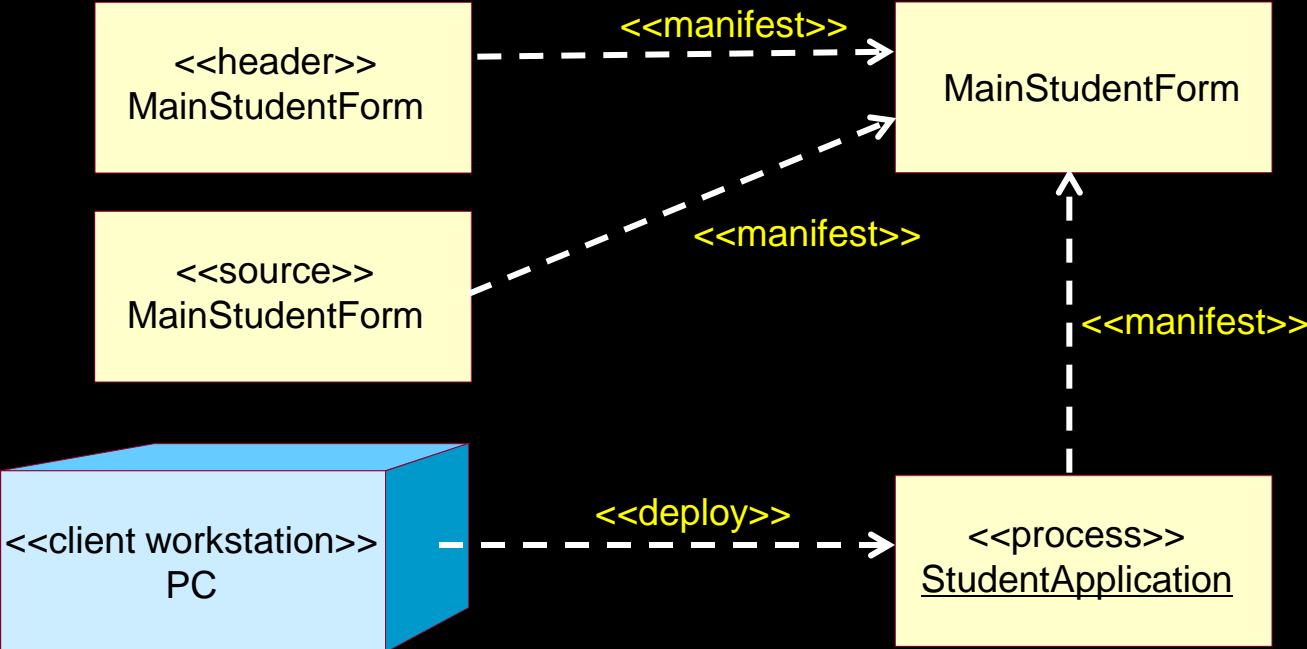 <<manifest>>
<<header>>
MainStudentForm
MainStudentForm
<<source>>
MainStudentForm
<<manifest>>
<<manifest>>
<<client workstation>>
PC
<<deploy>>
<<process>>
StudentApplication